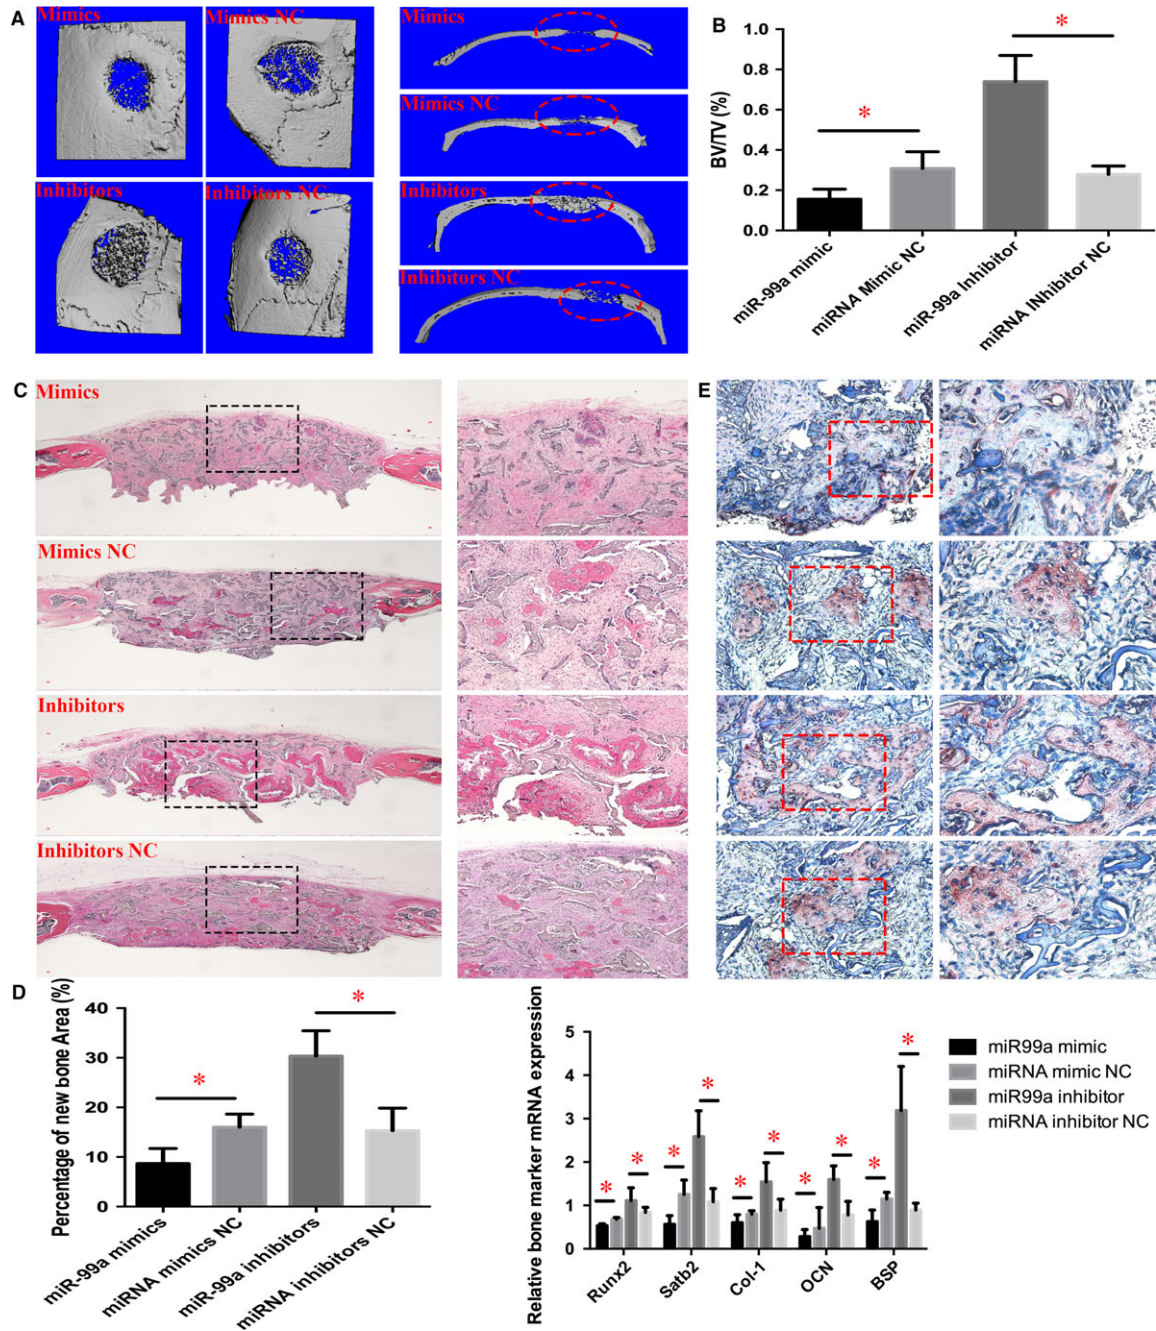 A
Mimics
Mimics NC
Inhibitors
Inhibitors NC
Mimics
Mimics NC
Inhibitors
Inhibitors NC
B
BV/TV (%)
1.0
0.8
0.6
0.4
0.2
0.0
*
*
miR-99a mimic
miRNA Mimic NC
miR-99a Inhibitor
miRNA INhibitor NC
C
Mimics
Mimics NC
Inhibitors
Inhibitors NC
E
D
Percentage of new bone Area (%)
40
30
20
10
0
*
*
miR-99a mimics
miRNA mimics NC
miR-99a inhibitors
miRNA inhibitors NC
Relative bone marker mRNA expression
5
4
3
2
1
0
*
*
*
*
*
*
*
*
*
*
Runx2
Satb2
Col-1
OCN
BSP
miR99a mimic
miRNA mimic NC
miR99a inhibitor
miRNA inhibitor NC